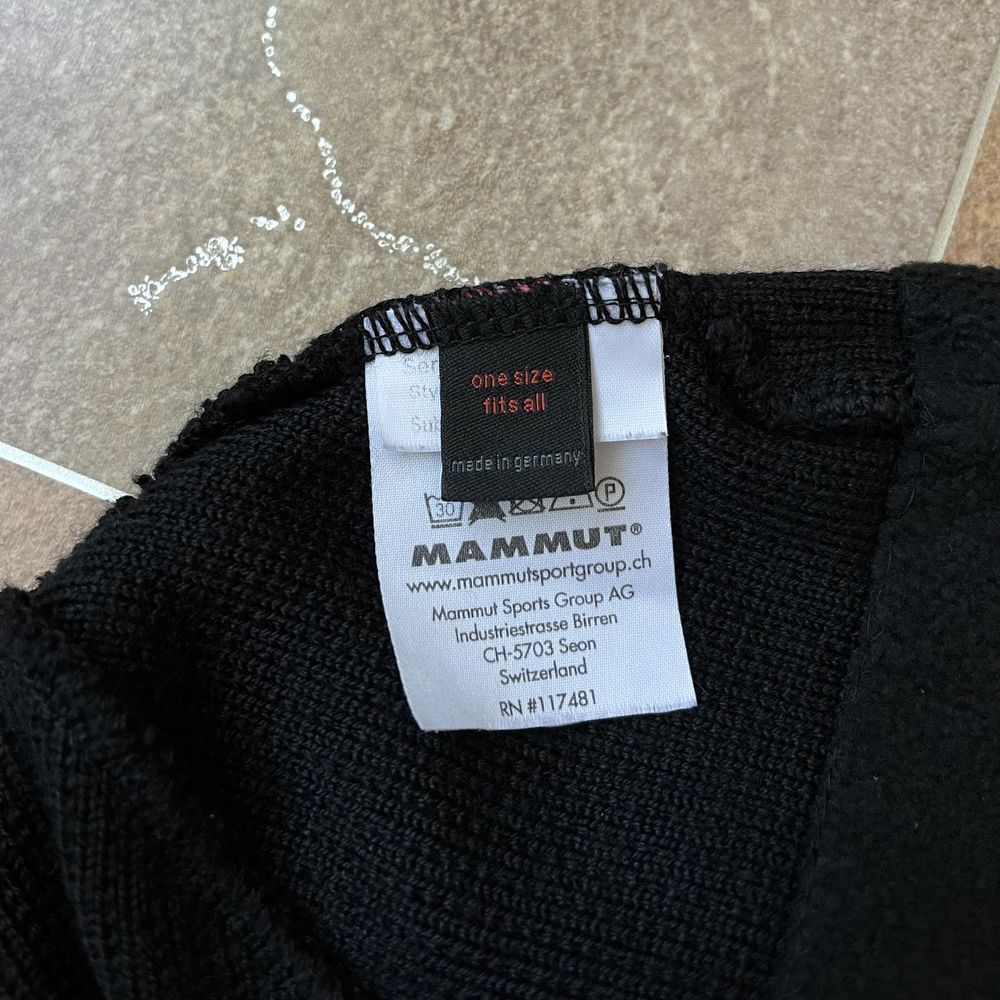 one size
fits all
made in germany
30
P
MAMMUT®
www.mammutsportgroup.ch
Mammut Sports Group AG
Industriestrasse Birren
CH-5703 Seon
Switzerland
RN #117481